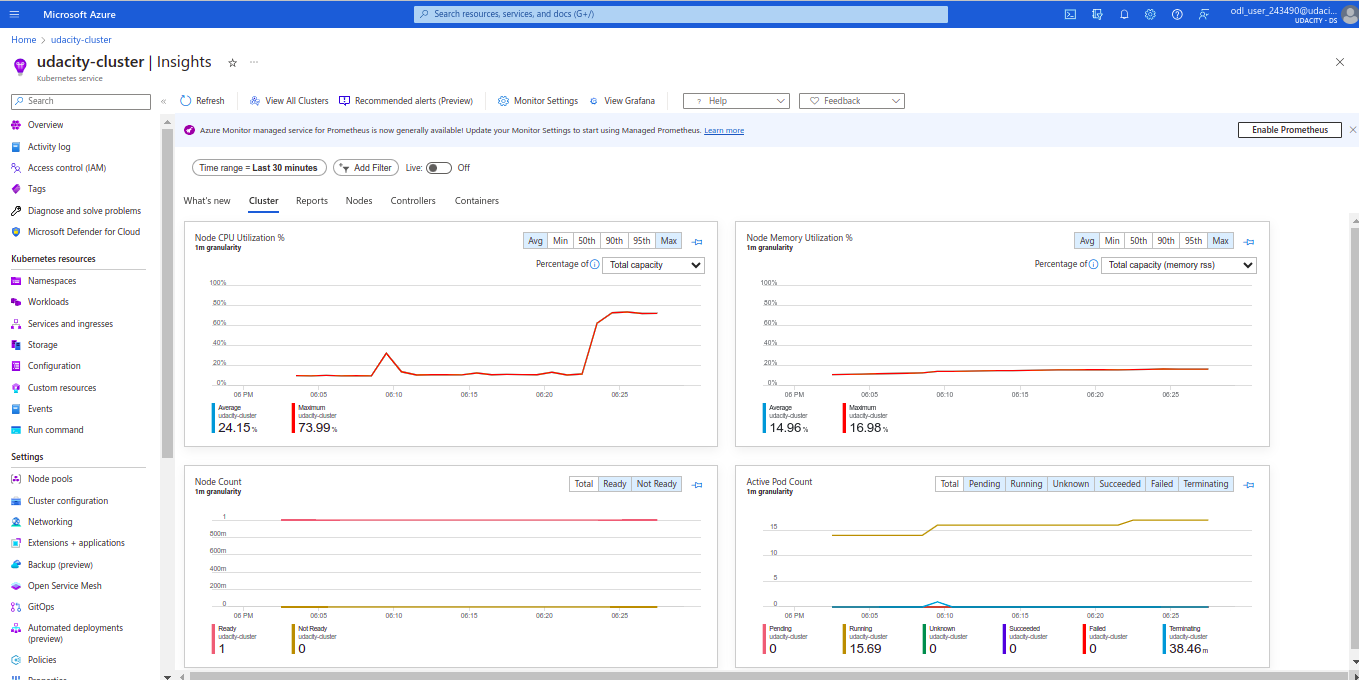 Microsoft Azure
Search resources, services, and docs (G+/)
odl_user_243490@udaci...
UDACITY - DS
Home > udacity-cluster
udacity-cluster | Insights
Kubernetes service
Search
Refresh
View All Clusters
Recommended alerts (Preview)
Monitor Settings
View Grafana
? Help
Feedback
Azure Monitor managed service for Prometheus is now generally available! Update your Monitor Settings to start using Managed Prometheus. Learn more
Enable Prometheus
Overview
Activity log
Access control (IAM)
Tags
Diagnose and solve problems
Microsoft Defender for Cloud
Kubernetes resources
Namespaces
Workloads
Services and ingresses
Storage
Configuration
Custom resources
Events
Run command
Settings
Node pools
Cluster configuration
Networking
Extensions + applications
Backup (preview)
Open Service Mesh
GitOps
Automated deployments
(preview)
Policies
Properties
Time range = Last 30 minutes
Add Filter
Live:
Off
What's new
Cluster
Reports
Nodes
Controllers
Containers
Node CPU Utilization %
1m granularity
Avg Min 50th 90th 95th Max
Percentage of
Total capacity
100%
80%
60%
40%
20%
0%
06 PM 06:05 06:10 06:15 06:20 06:25
Average
udacity-cluster
24.15 %
Maximum
udacity-cluster
73.99 %
Node Memory Utilization %
1m granularity
Avg Min 50th 90th 95th Max
Percentage of
Total capacity (memory rss)
100%
80%
60%
40%
20%
0%
06 PM 06:05 06:10 06:15 06:20 06:25
Average
udacity-cluster
14.96 %
Maximum
udacity-cluster
16.98 %
Node Count
1m granularity
Total Ready Not Ready
1
800m
600m
400m
200m
0
06 PM 06:05 06:10 06:15 06:20 06:25
Ready
udacity-cluster
1
Not Ready
udacity-cluster
0
Active Pod Count
1m granularity
Total Pending Running Unknown Succeeded Failed Terminating
15
10
5
0
06 PM 06:05 06:10 06:15 06:20 06:25
Pending
udacity-cluster
0
Running
udacity-cluster
15.69
Unknown
udacity-cluster
0
Succeeded
udacity-cluster
0
Failed
udacity-cluster
0
Terminating
udacity-cluster
38.46 m